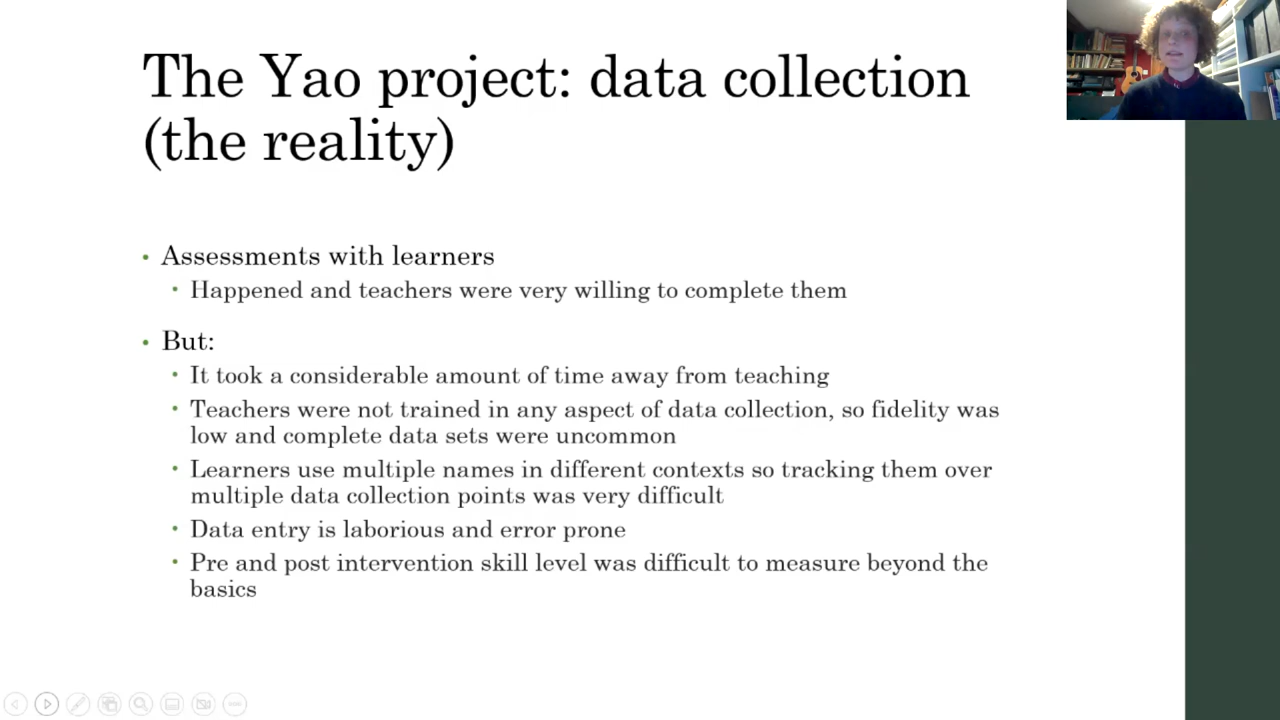 The Yao project: data collection
(the reality)
• Assessments with learners
• Happened and teachers were very willing to complete them
• But:
• It took a considerable amount of time away from teaching
• Teachers were not trained in any aspect of data collection, so fidelity was
low and complete data sets were uncommon
• Learners use multiple names in different contexts so tracking them over
multiple data collection points was very difficult
• Data entry is laborious and error prone
• Pre and post intervention skill level was difficult to measure beyond the
basics